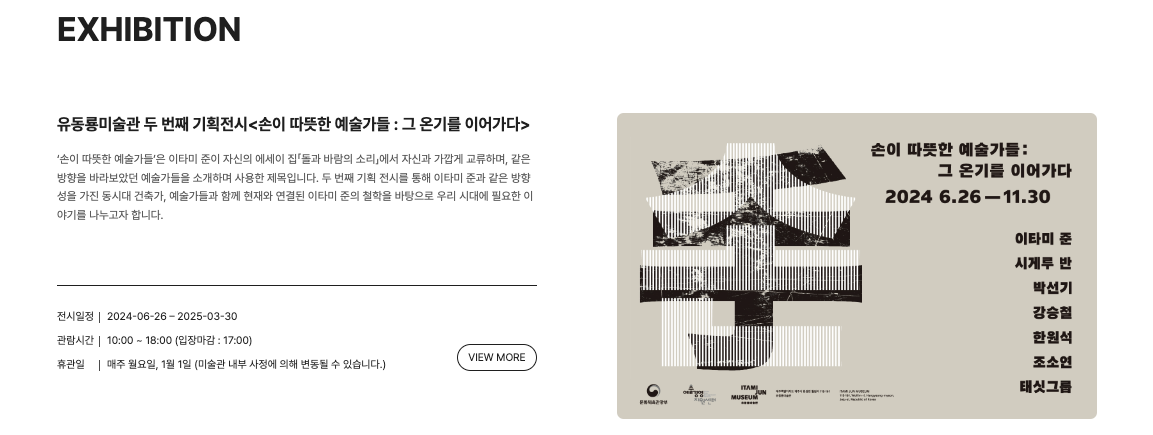 EXHIBITION
유동룡미술관 두 번째 기획전시<손이 따뜻한 예술가들 : 그 온기를 이어가다>
'손이 따뜻한 예술가들'은 이타미 준이 자신의 에세이 집『돌과 바람의 소리』에서 자신과 가깝게 교류하며, 같은
방향을 바라보았던 예술가들을 소개하며 사용한 제목입니다. 두 번째 기획 전시를 통해 이타미 준과 같은 방향
성을 가진 동시대 건축가, 예술가들과 함께 현재와 연결된 이타미 준의 철학을 바탕으로 우리 시대에 필요한 이
야기를 나누고자 합니다.
전시일정 | 2024-06-26 – 2025-03-30
관람시간 | 10:00 ~ 18:00 (입장마감 : 17:00)
휴관일 | 매주 월요일, 1월 1일 (미술관 내부 사정에 의해 변동될 수 있습니다.)
VIEW MORE
손이 따뜻한 예술가들:
그 온기를 이어가다
2024 6.26—11.30
이타미 준
시게루 반
박선기
강승철
한원석
조소연
태싯그룹
문화체육관광부
ITAMI
JUN
MUSEUM